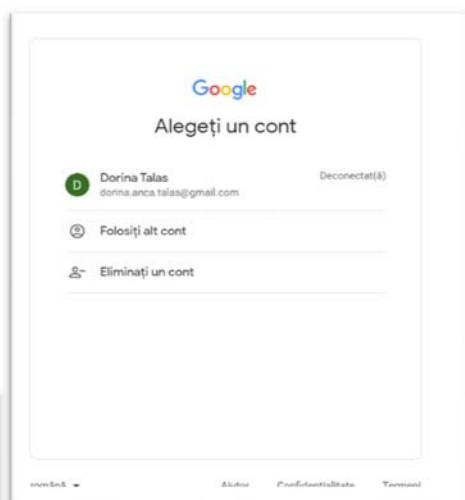 Google
Alegeți un cont
D
Dorina Talas
Deconectat(ă)
dorina.anca.talas@gmail.com
Folosiți alt cont
Eliminați un cont
română
Ajutor Confidențialitate Termeni